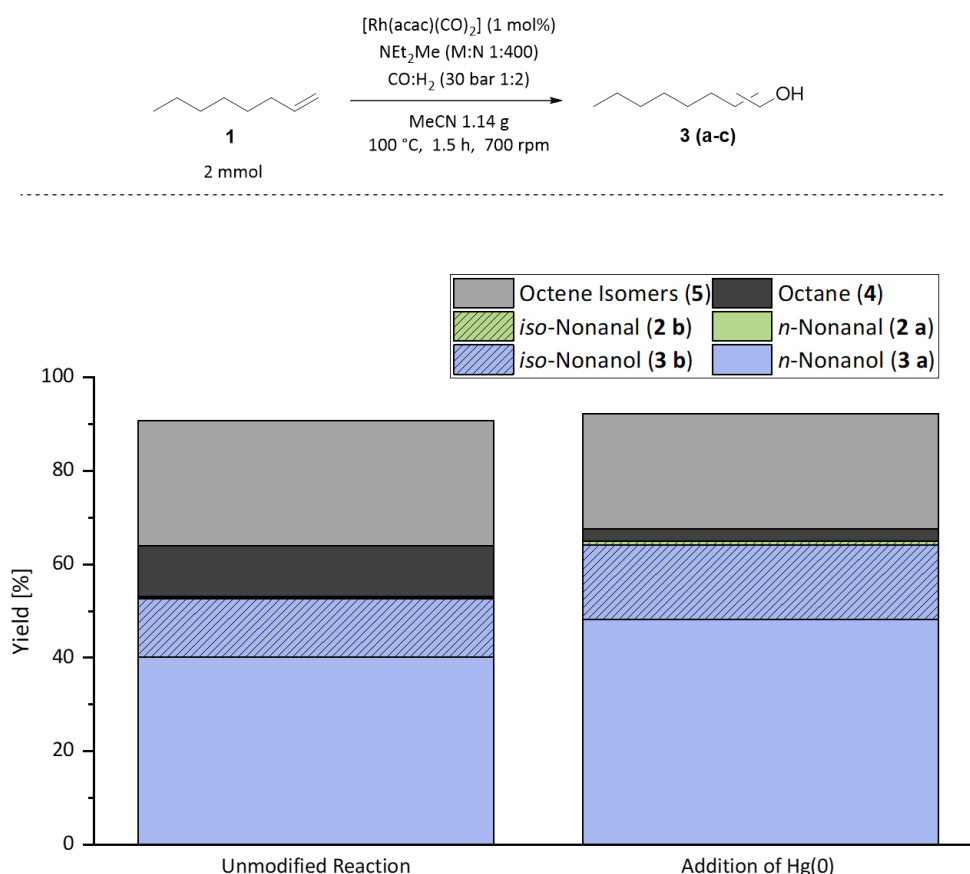 [Rh(acac)(CO)₂] (1 mol%)
NEt₂Me (M:N 1:400)
CO:H₂ (30 bar 1:2)
OH
MeCN 1.14 g
1
3 (a-c)
100 °C, 1.5 h, 700 rpm
2 mmol
Octene Isomers (5) Octane (4)
iso-Nonanal (2 b) n-Nonanal (2 a)
iso-Nonanol (3 b) n-Nonanol (3 a)
100
80
60
40
20
0
Yield [%]
Unmodified Reaction Addition of Hg(0)